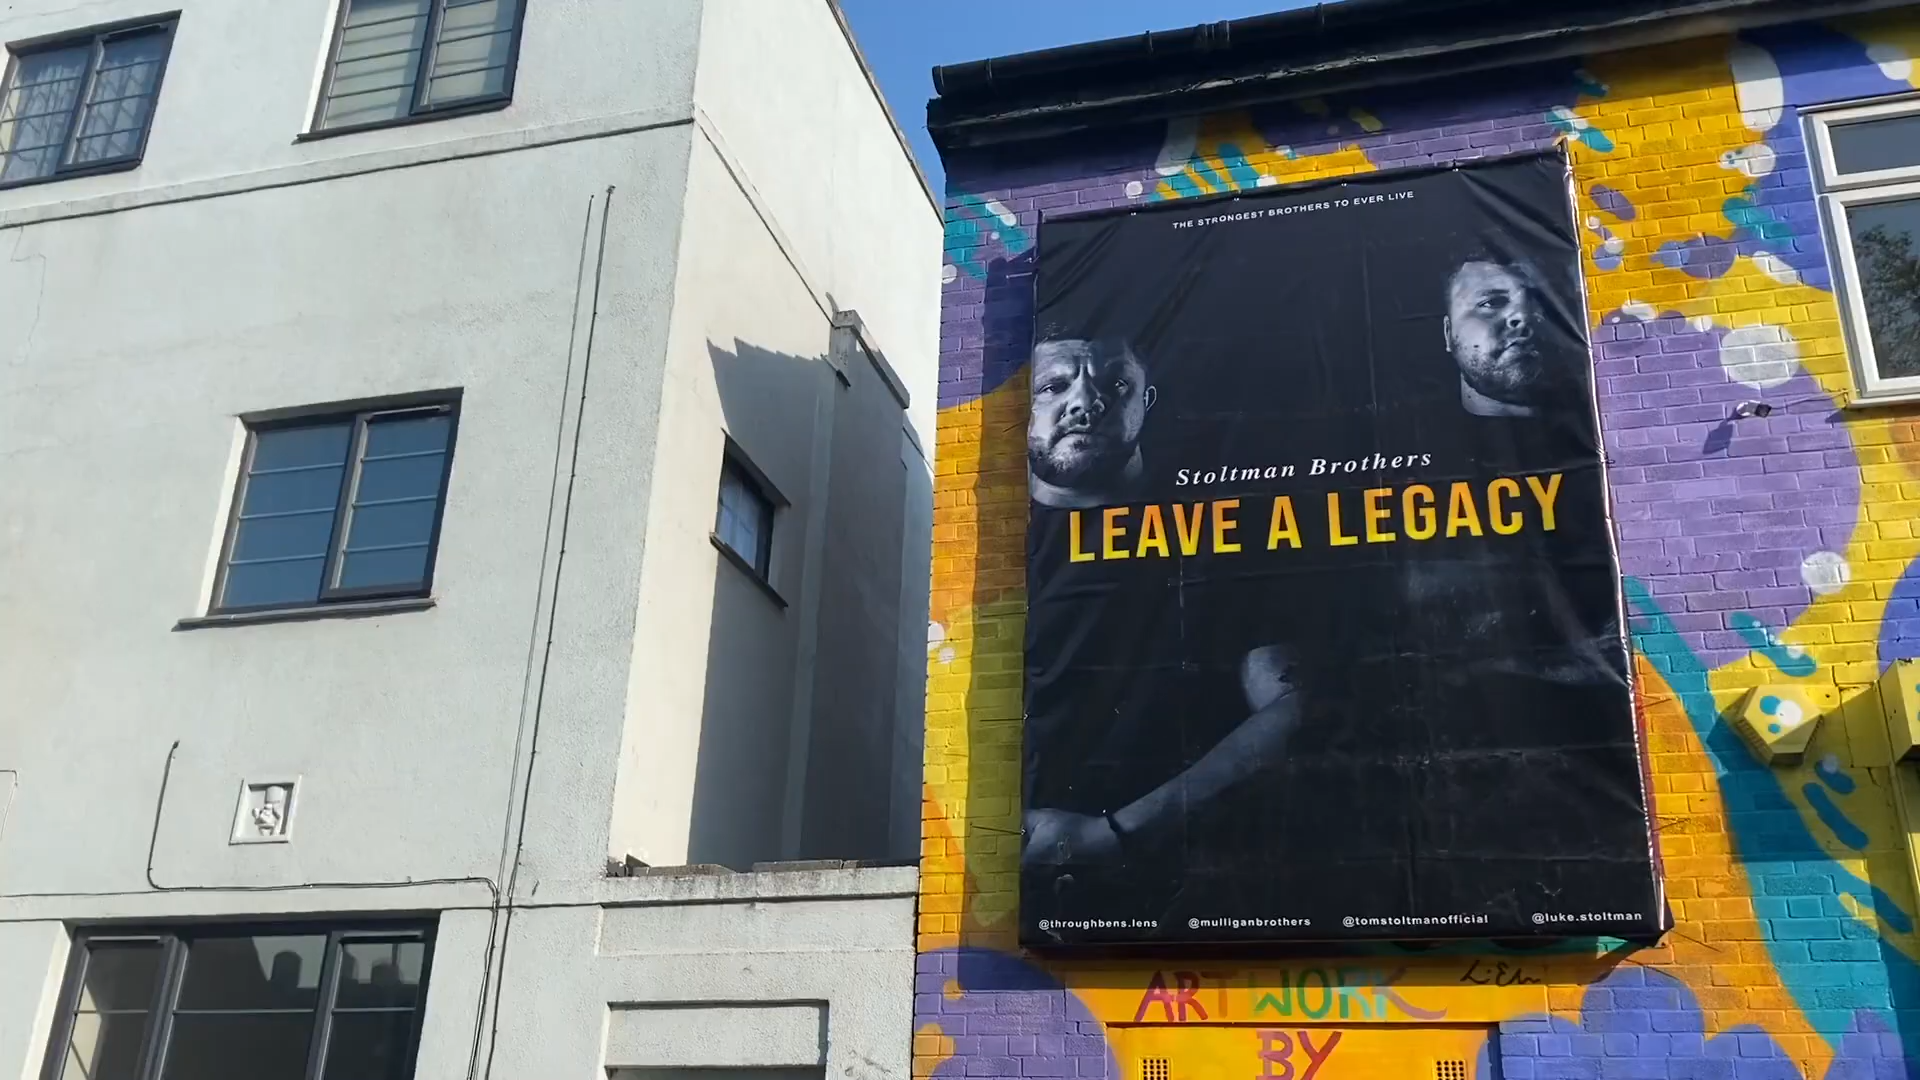 THE STRONGEST BROTHERS TO EVER LIVE
Stoltman Brothers
LEAVE A LEGACY
@throughbens.lens @mulliganbrothers @tomstoltmanofficial @luke.stoltman
ARTWORK
BY